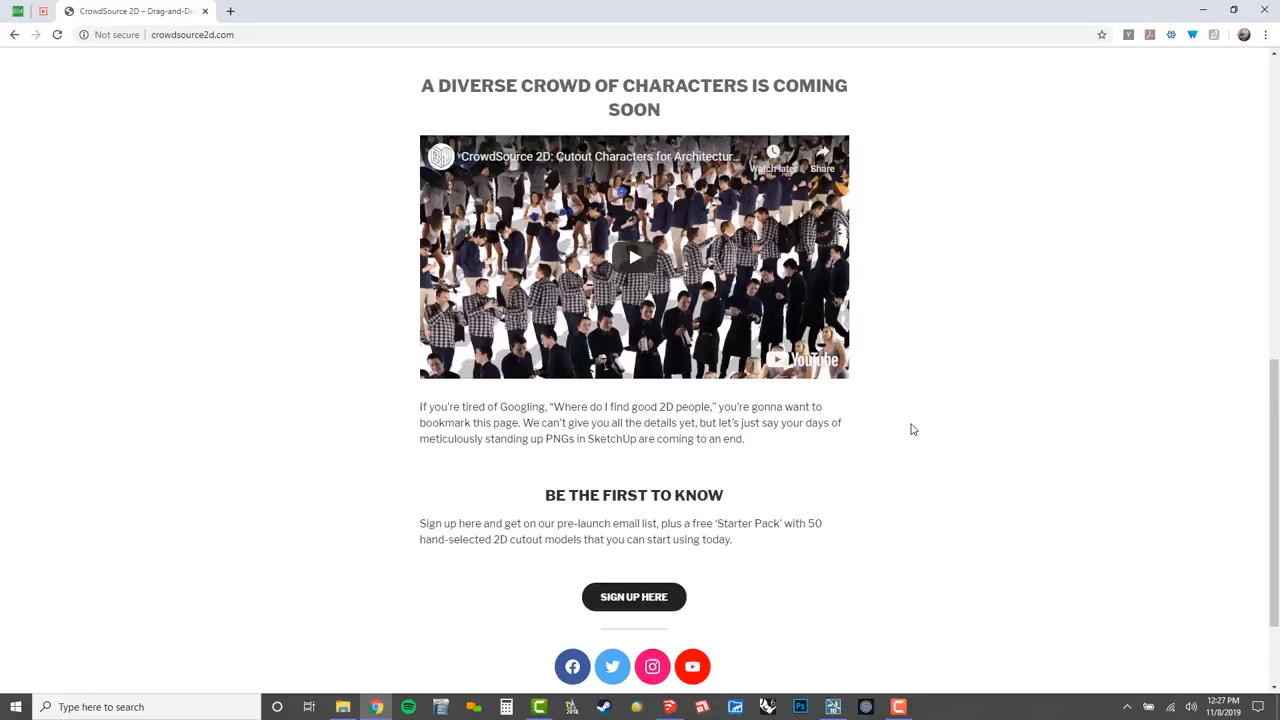 CrowdSource 2D – Drag-and-De
Not secure
crowdsource2d.com
A DIVERSE CROWD OF CHARACTERS IS COMING
SOON
CrowdSource 2D: Cutout Characters for Architectur...
Watch later
Share
YouTube
If you're tired of Googling, “Where do I find good 2D people,” you're gonna want to
bookmark this page. We can't give you all the details yet, but let's just say your days of
meticulously standing up PNGs in SketchUp are coming to an end.
BE THE FIRST TO KNOW
Sign up here and get on our pre-launch email list, plus a free ‘Starter Pack’ with 50
hand-selected 2D cutout models that you can start using today.
SIGN UP HERE
Type here to search
12:27 PM
11/8/2019